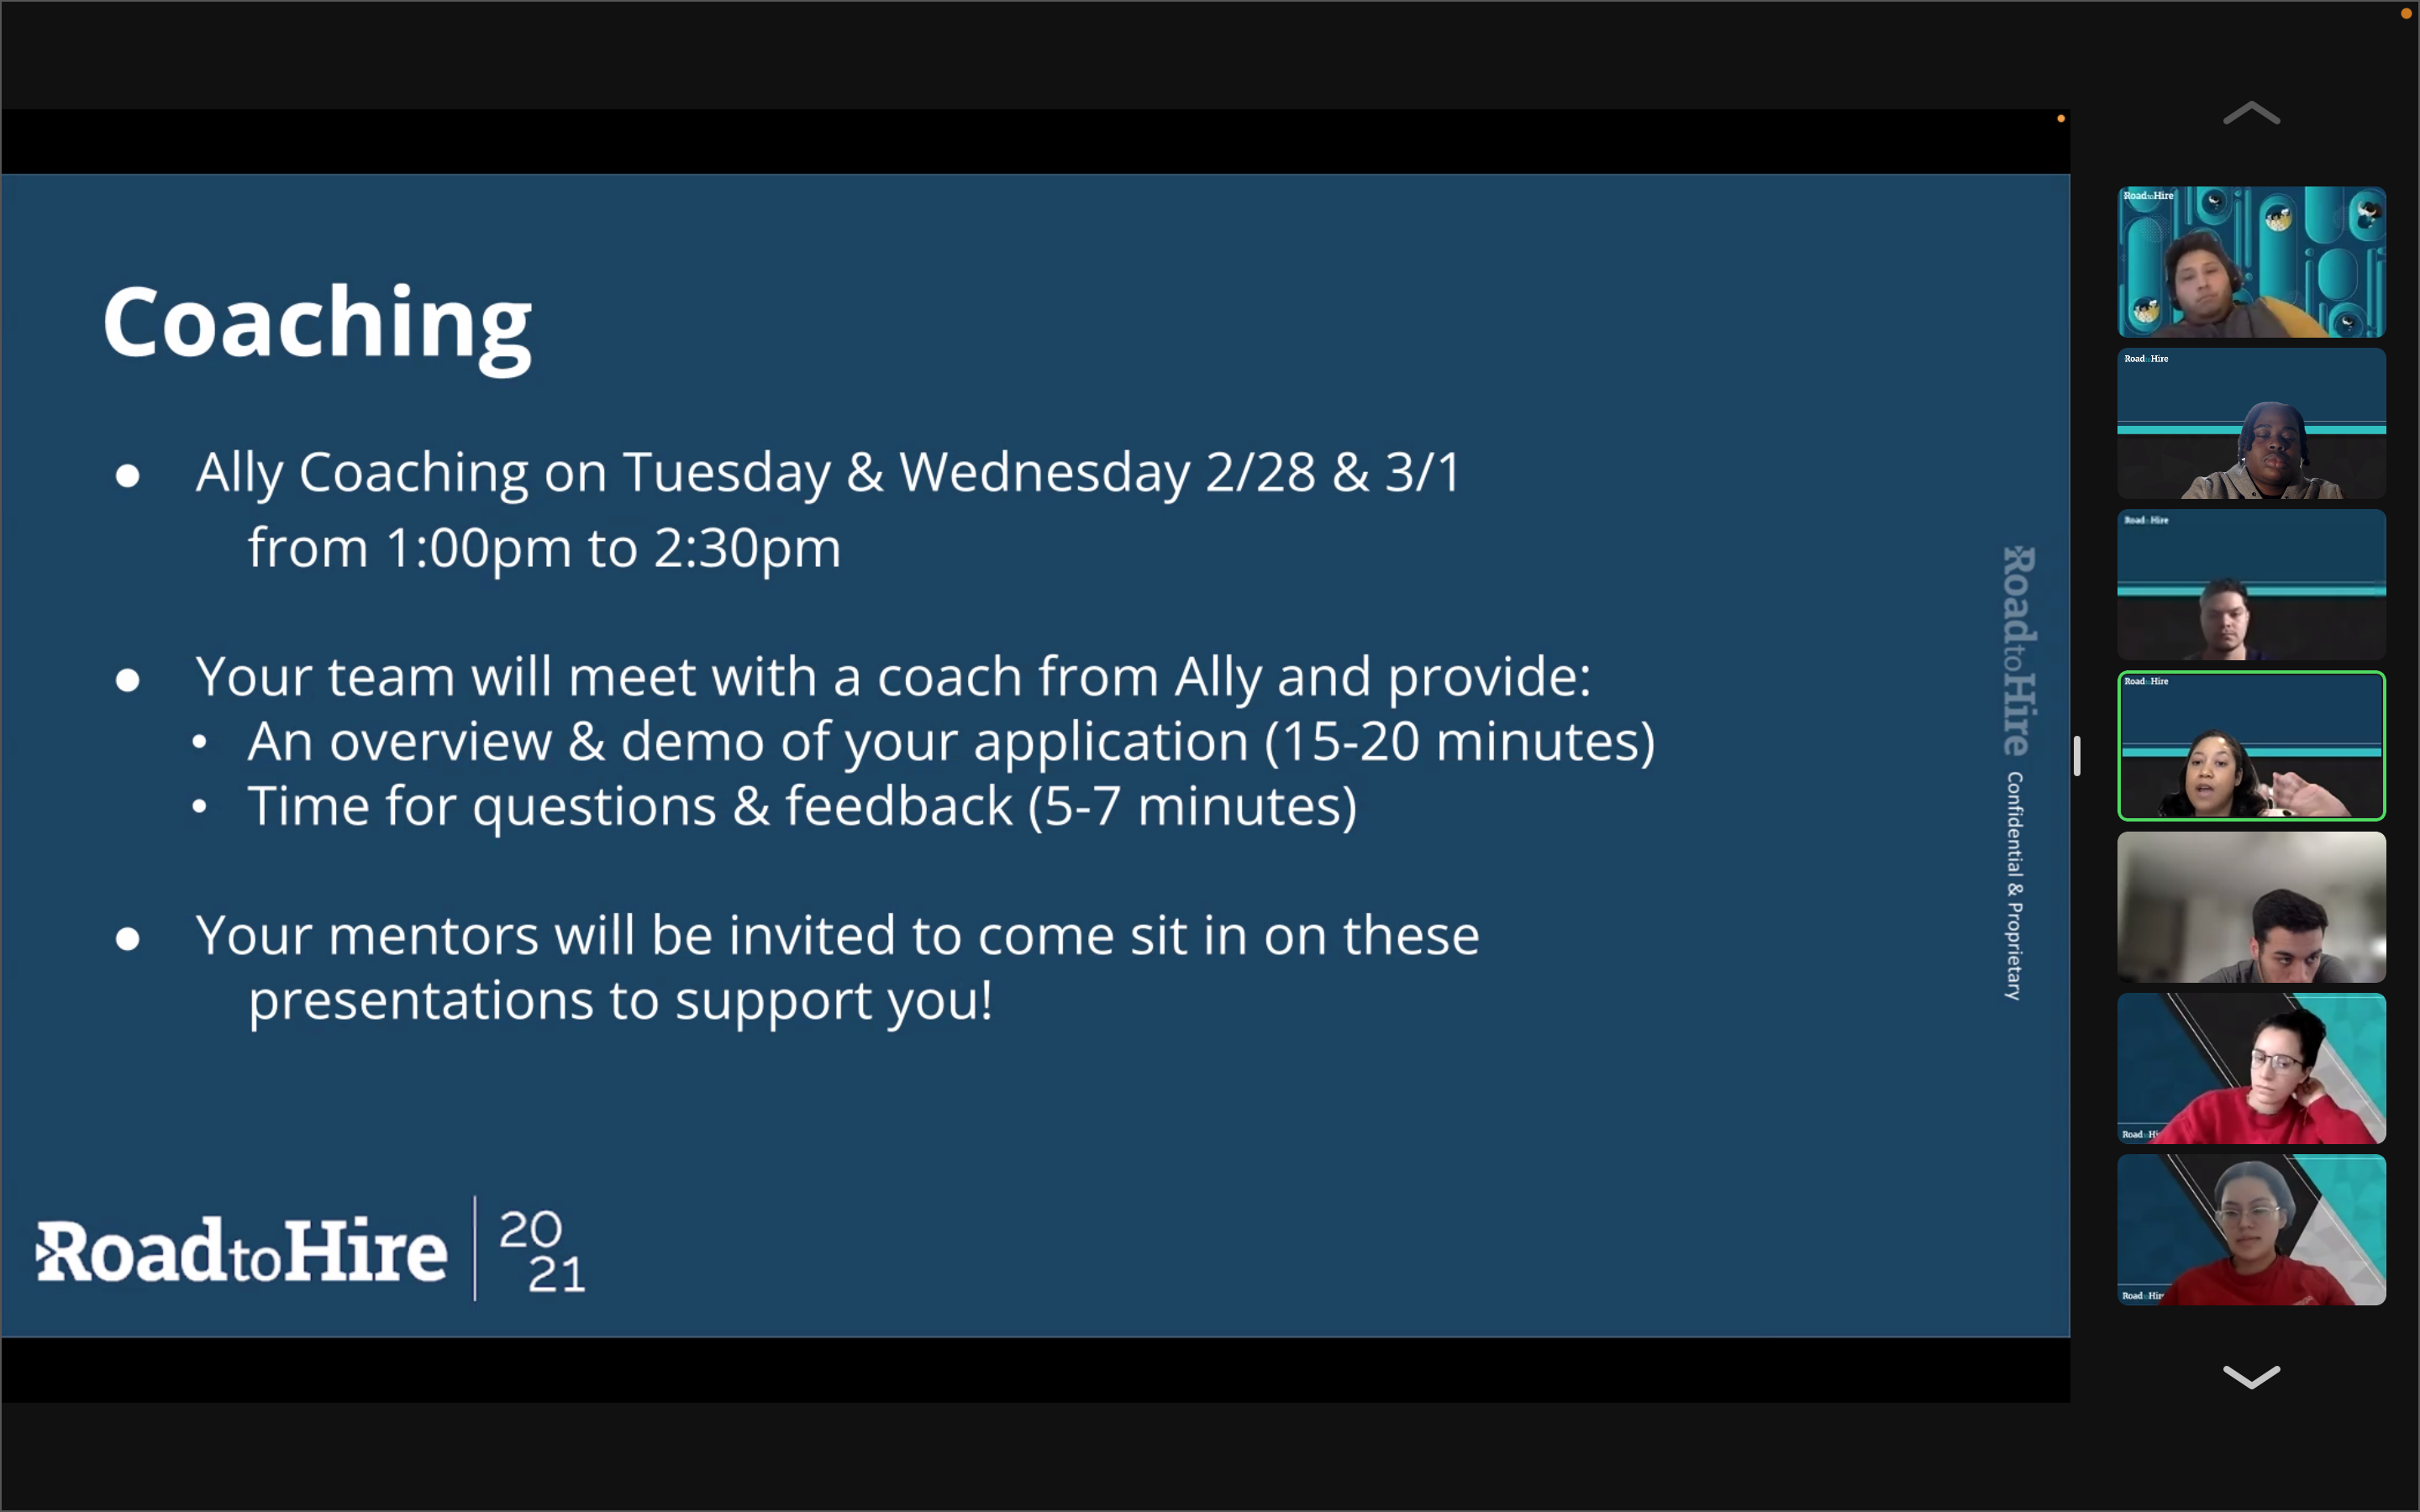 Coaching
● Ally Coaching on Tuesday & Wednesday 2/28 & 3/1
from 1:00pm to 2:30pm
● Your team will meet with a coach from Ally and provide:
• An overview & demo of your application (15-20 minutes)
• Time for questions & feedback (5-7 minutes)
● Your mentors will be invited to come sit in on these
presentations to support you!
RoadtoHire
20
21
RoadtoHire Confidential & Proprietary
RoadtoHire
Road to Hire
Road to Hire
Road to Hire
Road Hi
Road Hir